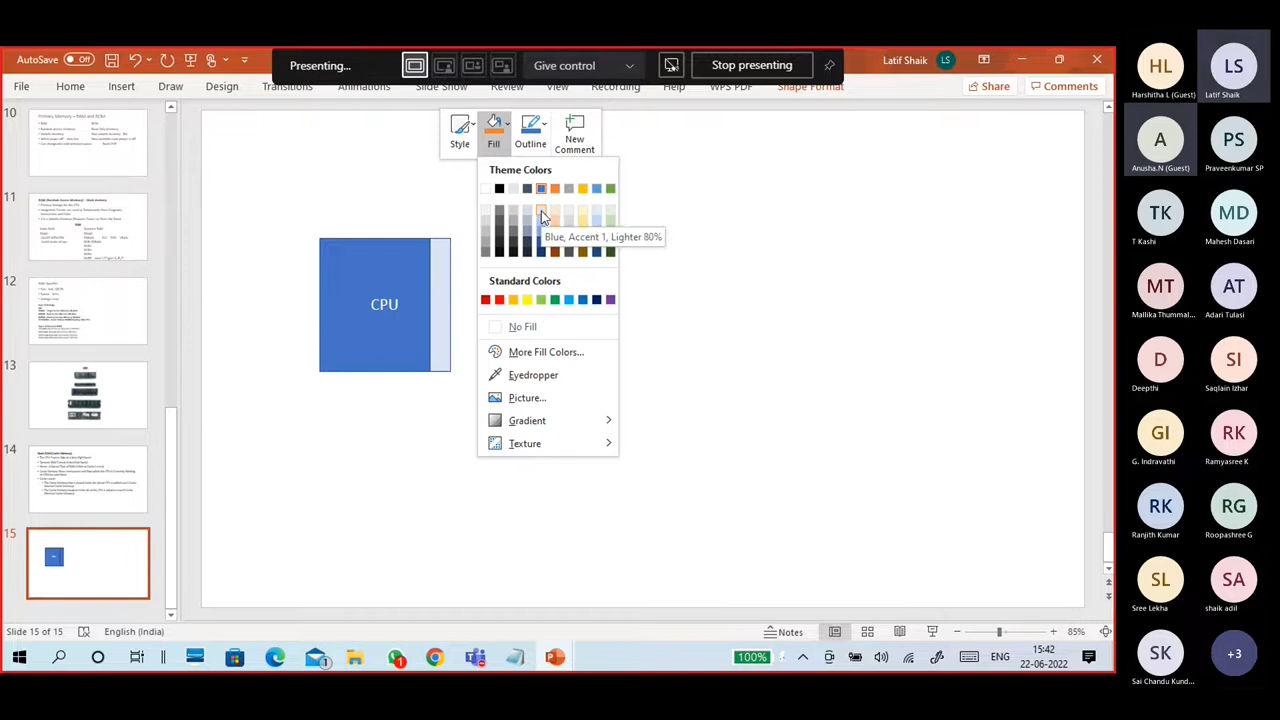 AutoSave Off
Presenting...
Give control
Stop presenting
Latif Shaik LS
File Home Insert Draw Design Transitions Animations Slide Show Review View Recording Help WPS PDF Shape Format
Share Comments
Style Fill Outline New Comment
Theme Colors
Blue, Accent 1, Lighter 80%
Standard Colors
No Fill
More Fill Colors...
Eyedropper
Picture...
Gradient
Texture
CPU
10
Primary Memory – RAM and ROM
11
12
13
14
15
Slide 15 of 15 English (India) Notes 85%
100% ENG 15:42
22-06-2022
HL LS
Harshitha L (Guest) Latif Shaik
A PS
Anusha.N (Guest) Praveenkumar SP
TK MD
T Kashi Mahesh Dasari
MT AT
Mallika Thummal... Adari Tulasi
D SI
Deepthi Saqlain Izhar
GI RK
G. Indravathi Ramyasree K
RK RG
Ranjith Kumar Roopashree G
SL SA
Sree Lekha shaik adil
SK +3
Sai Chandu Kund...